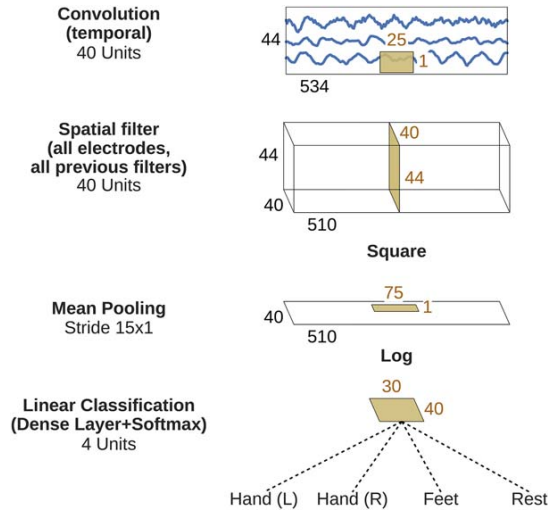 Convolution
(temporal)
40 Units
44
25
1
534
Spatial filter
(all electrodes,
all previous filters)
40 Units
40
44
44
40
510
Square
Mean Pooling
Stride 15x1
75
40
1
510
Log
Linear Classification
(Dense Layer+Softmax)
4 Units
30
40
Hand (L) Hand (R) Feet Rest